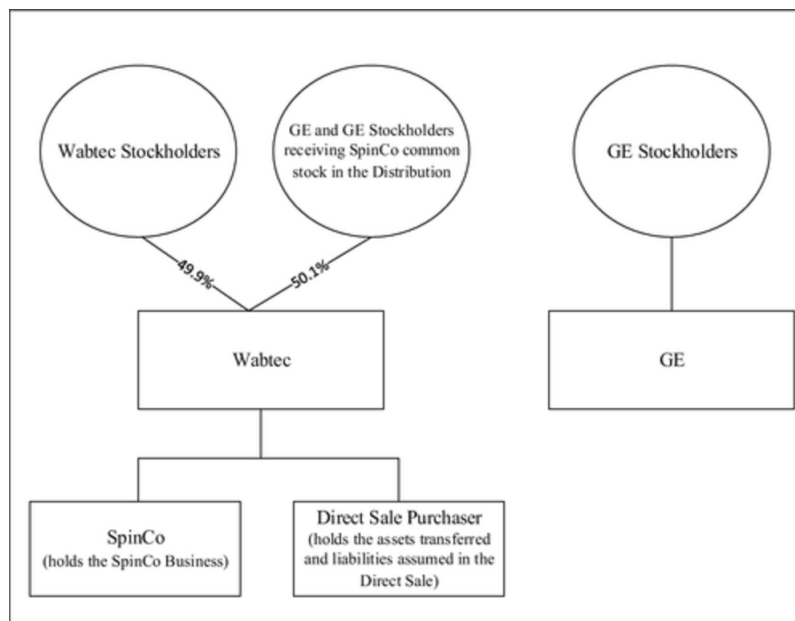 Wabtec Stockholders
GE and GE Stockholders
receiving SpinCo common
stock in the Distribution
GE Stockholders
49.9%
50.1%
Wabtec
GE
SpinCo
(holds the SpinCo Business)
Direct Sale Purchaser
(holds the assets transferred
and liabilities assumed in the
Direct Sale)